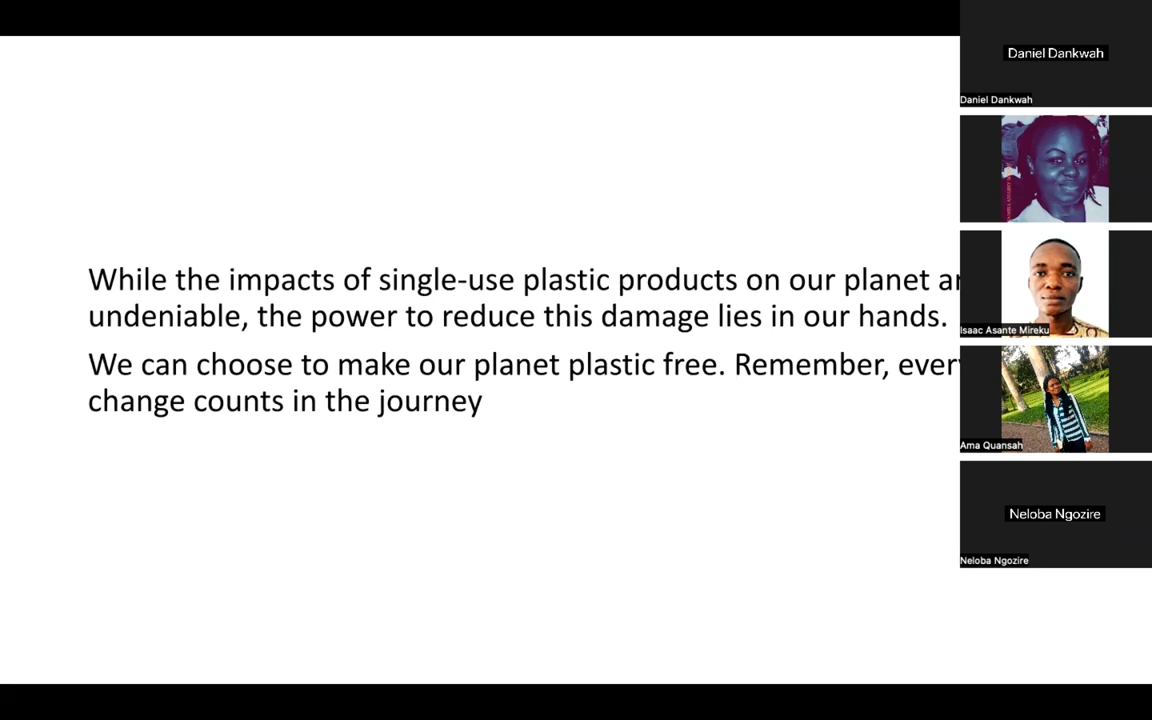 While the impacts of single-use plastic products on our planet
undeniable, the power to reduce this damage lies in our hands.
We can choose to make our planet plastic free. Remember,
change counts in the journey
Daniel Dankwah
Daniel Dankwah
Isaac Asante Mireku
Ama Quansah
Neloba Ngozire
Neloba Ngozire